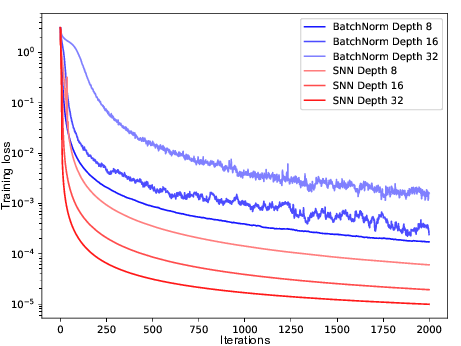 BatchNorm Depth 8
BatchNorm Depth 16
BatchNorm Depth 32
SNN Depth 8
SNN Depth 16
SNN Depth 32
Training loss
10⁰
10⁻¹
10⁻²
10⁻³
10⁻⁴
10⁻⁵
0 250 500 750 1000 1250 1500 1750 2000
Iterations